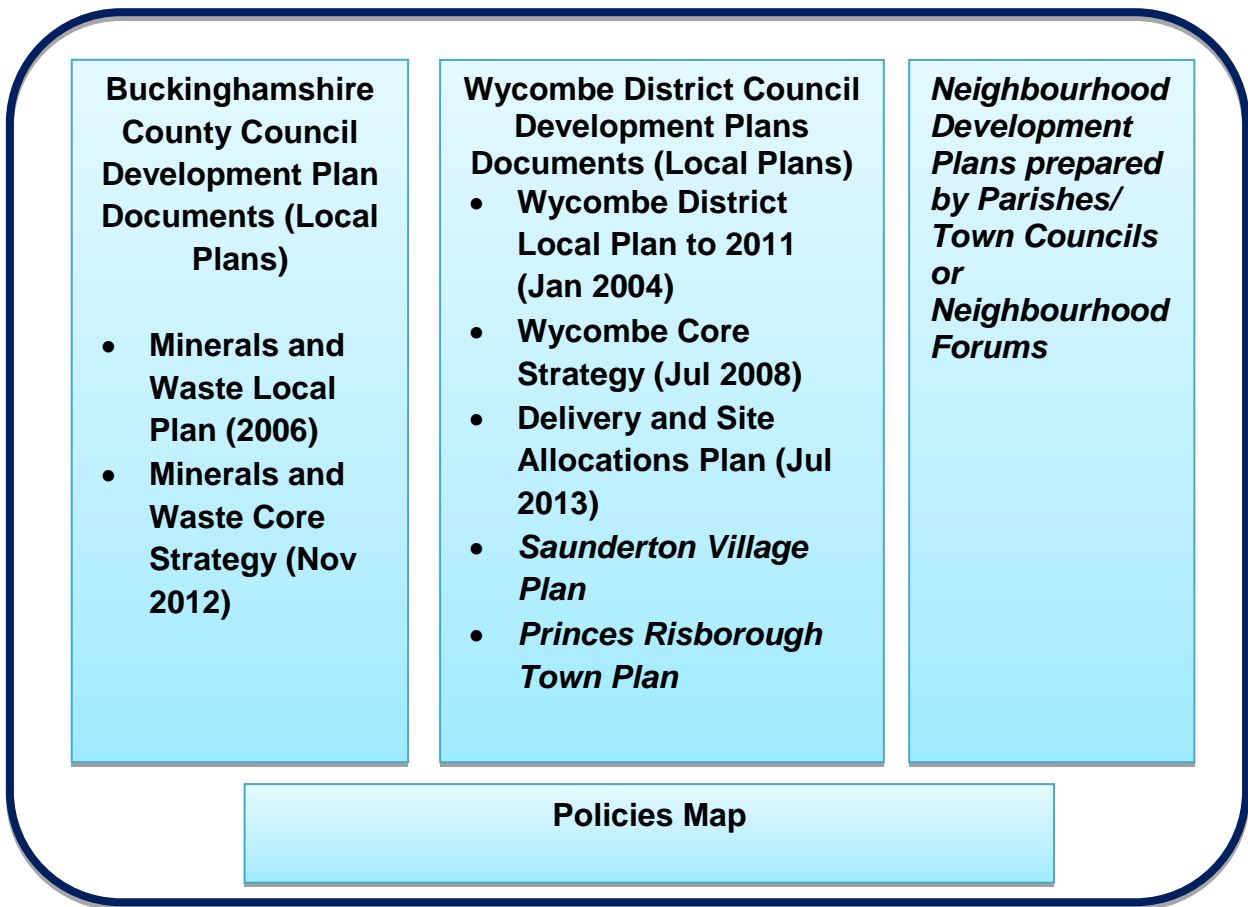 Buckinghamshire
County Council
Development Plan
Documents (Local
Plans)
• Minerals and
Waste Local
Plan (2006)
• Minerals and
Waste Core
Strategy (Nov
2012)
Wycombe District Council
Development Plans
Documents (Local Plans)
• Wycombe District
Local Plan to 2011
(Jan 2004)
• Wycombe Core
Strategy (Jul 2008)
• Delivery and Site
Allocations Plan (Jul
2013)
• Saunderton Village
Plan
• Princes Risborough
Town Plan
Neighbourhood
Development
Plans prepared
by Parishes/
Town Councils
or
Neighbourhood
Forums
Policies Map